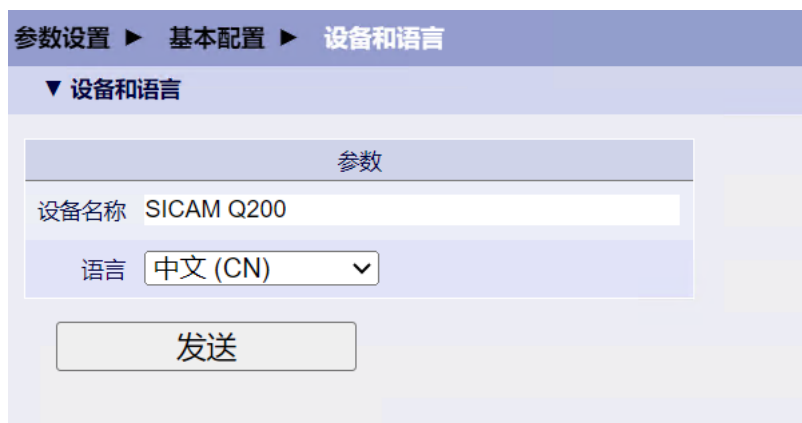 参数设置 ► 基本配置 ► 设备和语言
▼ 设备和语言
参数
设备名称 SICAM Q200
语言 中文 (CN)
发送